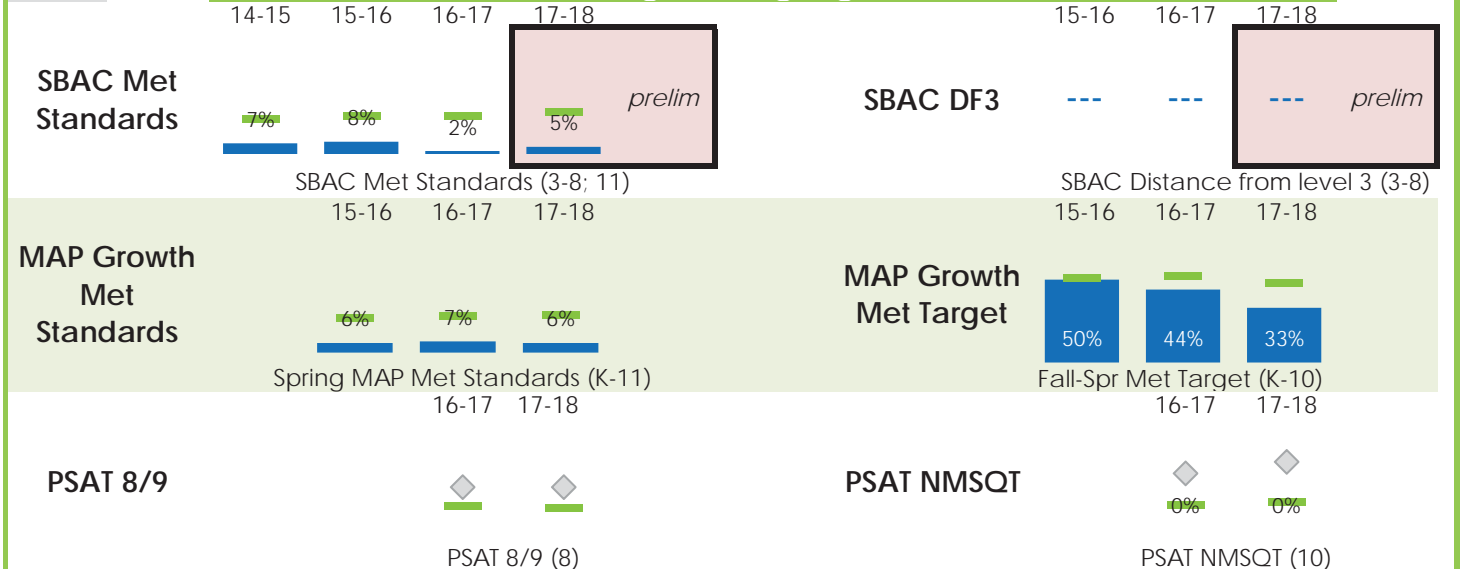 14-15 15-16 16-17 17-18
15-16 16-17 17-18
SBAC Met
Standards
7% 8% 2% 5%
prelim
SBAC Met Standards (3-8; 11)
SBAC DF3
--- --- ---
prelim
SBAC Distance from level 3 (3-8)
15-16 16-17 17-18
MAP Growth
Met
Standards
6% 7% 6%
Spring MAP Met Standards (K-11)
15-16 16-17 17-18
MAP Growth
Met Target
50% 44% 33%
Fall-Spr Met Target (K-10)
16-17 17-18
PSAT 8/9
PSAT 8/9 (8)
16-17 17-18
PSAT NMSQT
0% 0%
PSAT NMSQT (10)